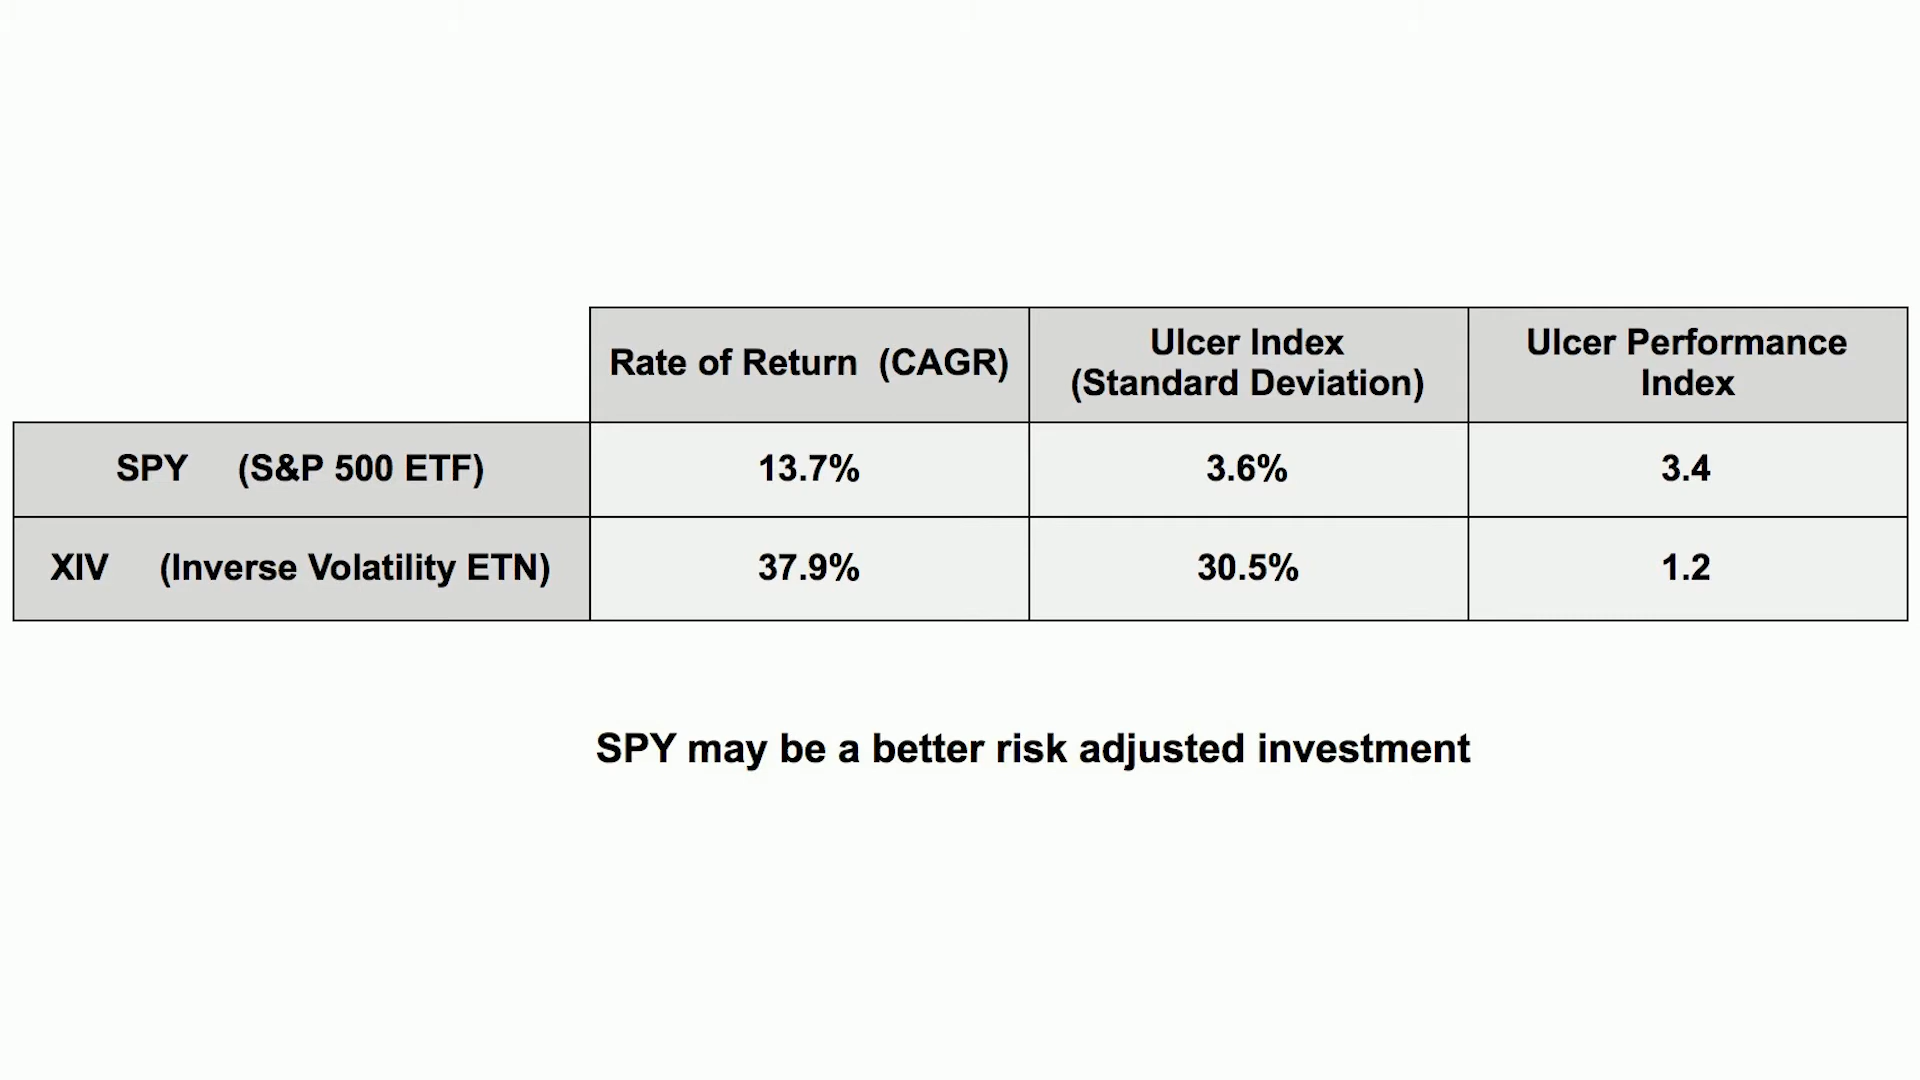 Rate of Return (CAGR)
Ulcer Index
(Standard Deviation)
Ulcer Performance
Index
SPY (S&P 500 ETF) 13.7% 3.6% 3.4
XIV (Inverse Volatility ETN) 37.9% 30.5% 1.2
SPY may be a better risk adjusted investment